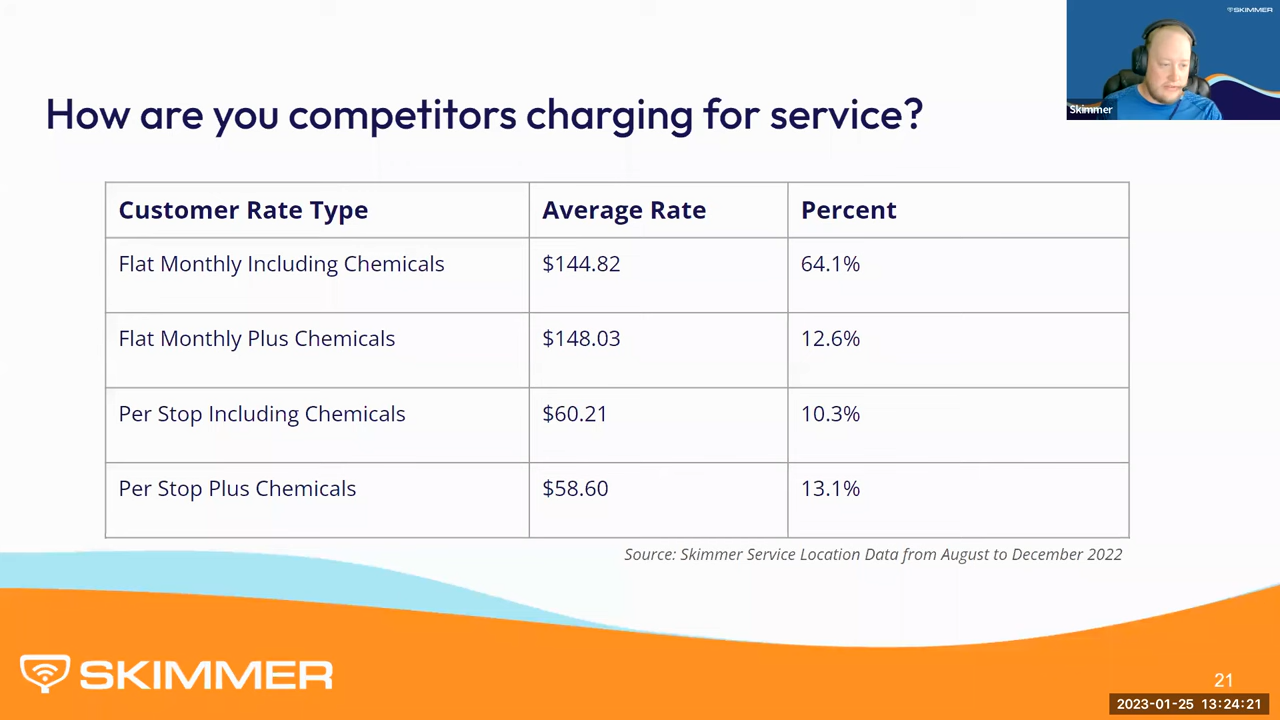 SKIMMER
Skimmer
How are you competitors charging for service?
Customer Rate Type Average Rate Percent
Flat Monthly Including Chemicals $144.82 64.1%
Flat Monthly Plus Chemicals $148.03 12.6%
Per Stop Including Chemicals $60.21 10.3%
Per Stop Plus Chemicals $58.60 13.1%
Source: Skimmer Service Location Data from August to December 2022
SKIMMER
21
2023-01-25 13:24:21